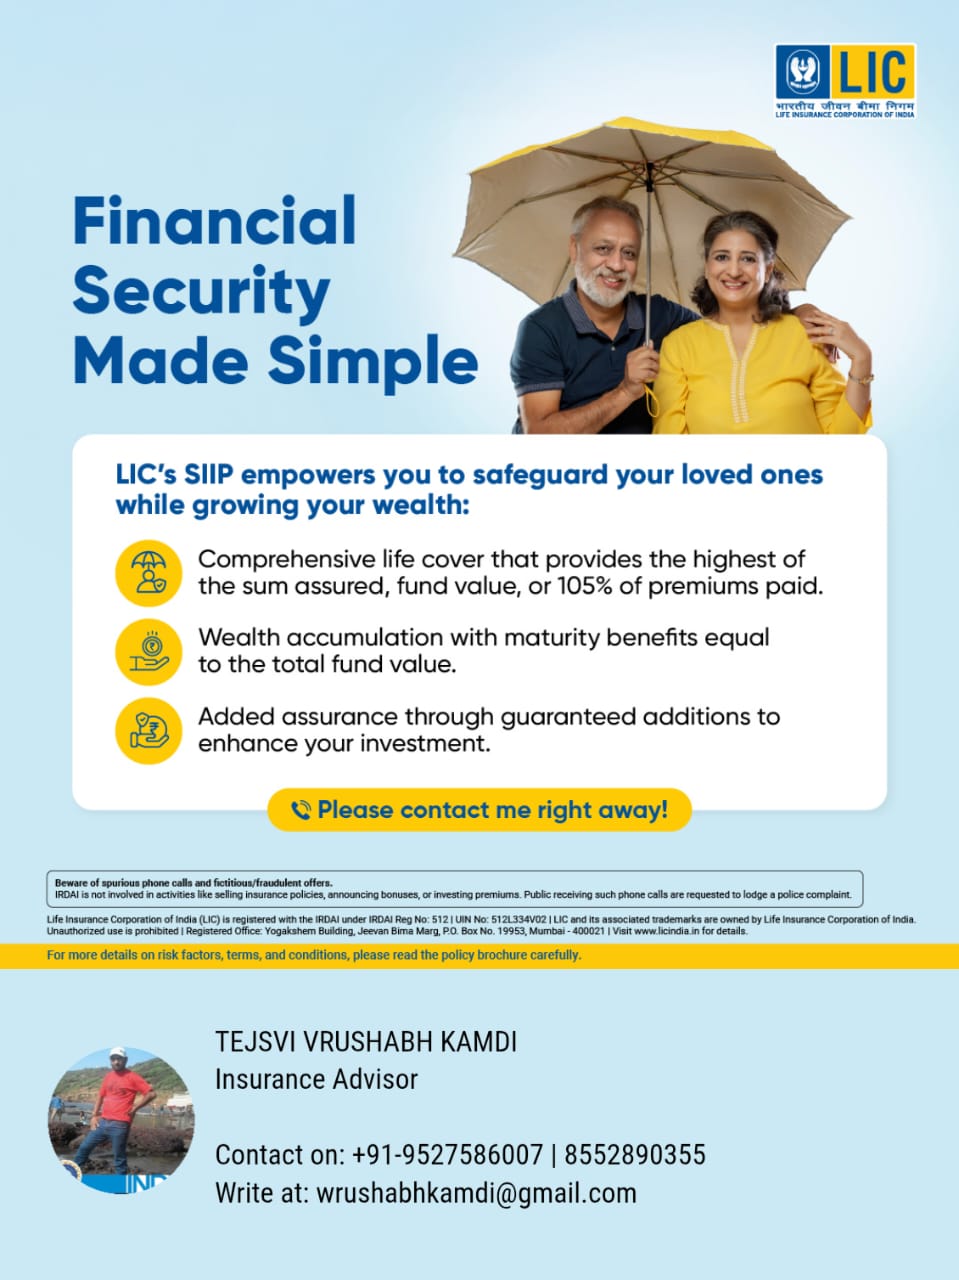 LIC
भारतीय जीवन बीमा निगम
LIFE INSURANCE CORPORATION OF INDIA
Financial
Security
Made Simple
LIC's SIIP empowers you to safeguard your loved ones
while growing your wealth:
Comprehensive life cover that provides the highest of
the sum assured, fund value, or 105% of premiums paid.
Wealth accumulation with maturity benefits equal
to the total fund value.
Added assurance through guaranteed additions to
enhance your investment.
Please contact me right away!
Beware of spurious phone calls and fictitious/fraudulent offers.
IRDAI is not involved in activities like selling insurance policies, announcing bonuses, or investing premiums. Public receiving such phone calls are requested to lodge a police complaint.
Life Insurance Corporation of India (LIC) is registered with the IRDAI under IRDAI Reg No: 512 | UIN No: 512L334V02 | LIC and its associated trademarks are owned by Life Insurance Corporation of India.
Unauthorized use is prohibited | Registered Office: Yogakshem Building, Jeevan Bima Marg, P.O. Box No. 19953, Mumbai - 400021 | Visit www.licindia.in for details.
For more details on risk factors, terms, and conditions, please read the policy brochure carefully.
TEJSVI VRUSHABH KAMDI
Insurance Advisor
Contact on: +91-9527586007 | 8552890355
Write at: wrushabhkamdi@gmail.com